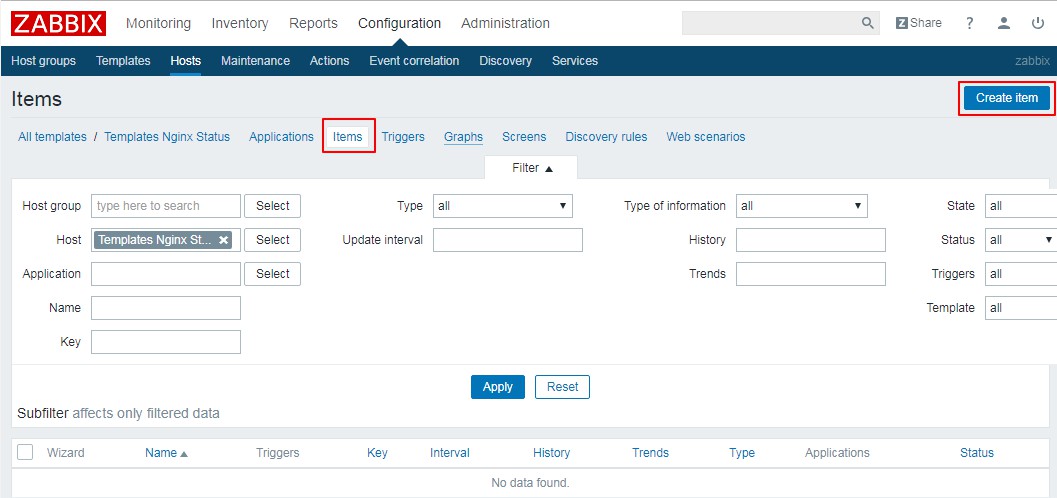 ZABBIX Monitoring Inventory Reports Configuration Administration Z Share ?
Host groups Templates Hosts Maintenance Actions Event correlation Discovery Services zabbix
Items Create item
All templates / Templates Nginx Status Applications Items Triggers Graphs Screens Discovery rules Web scenarios
Filter ▲
Host group type here to search Select Type all Type of information all State all
Host Templates Nginx St... × Select Update interval History Status all
Application Select Trends Triggers all
Name Template all
Key
Apply Reset
Subfilter affects only filtered data
Wizard Name ▲ Triggers Key Interval History Trends Type Applications Status
No data found.